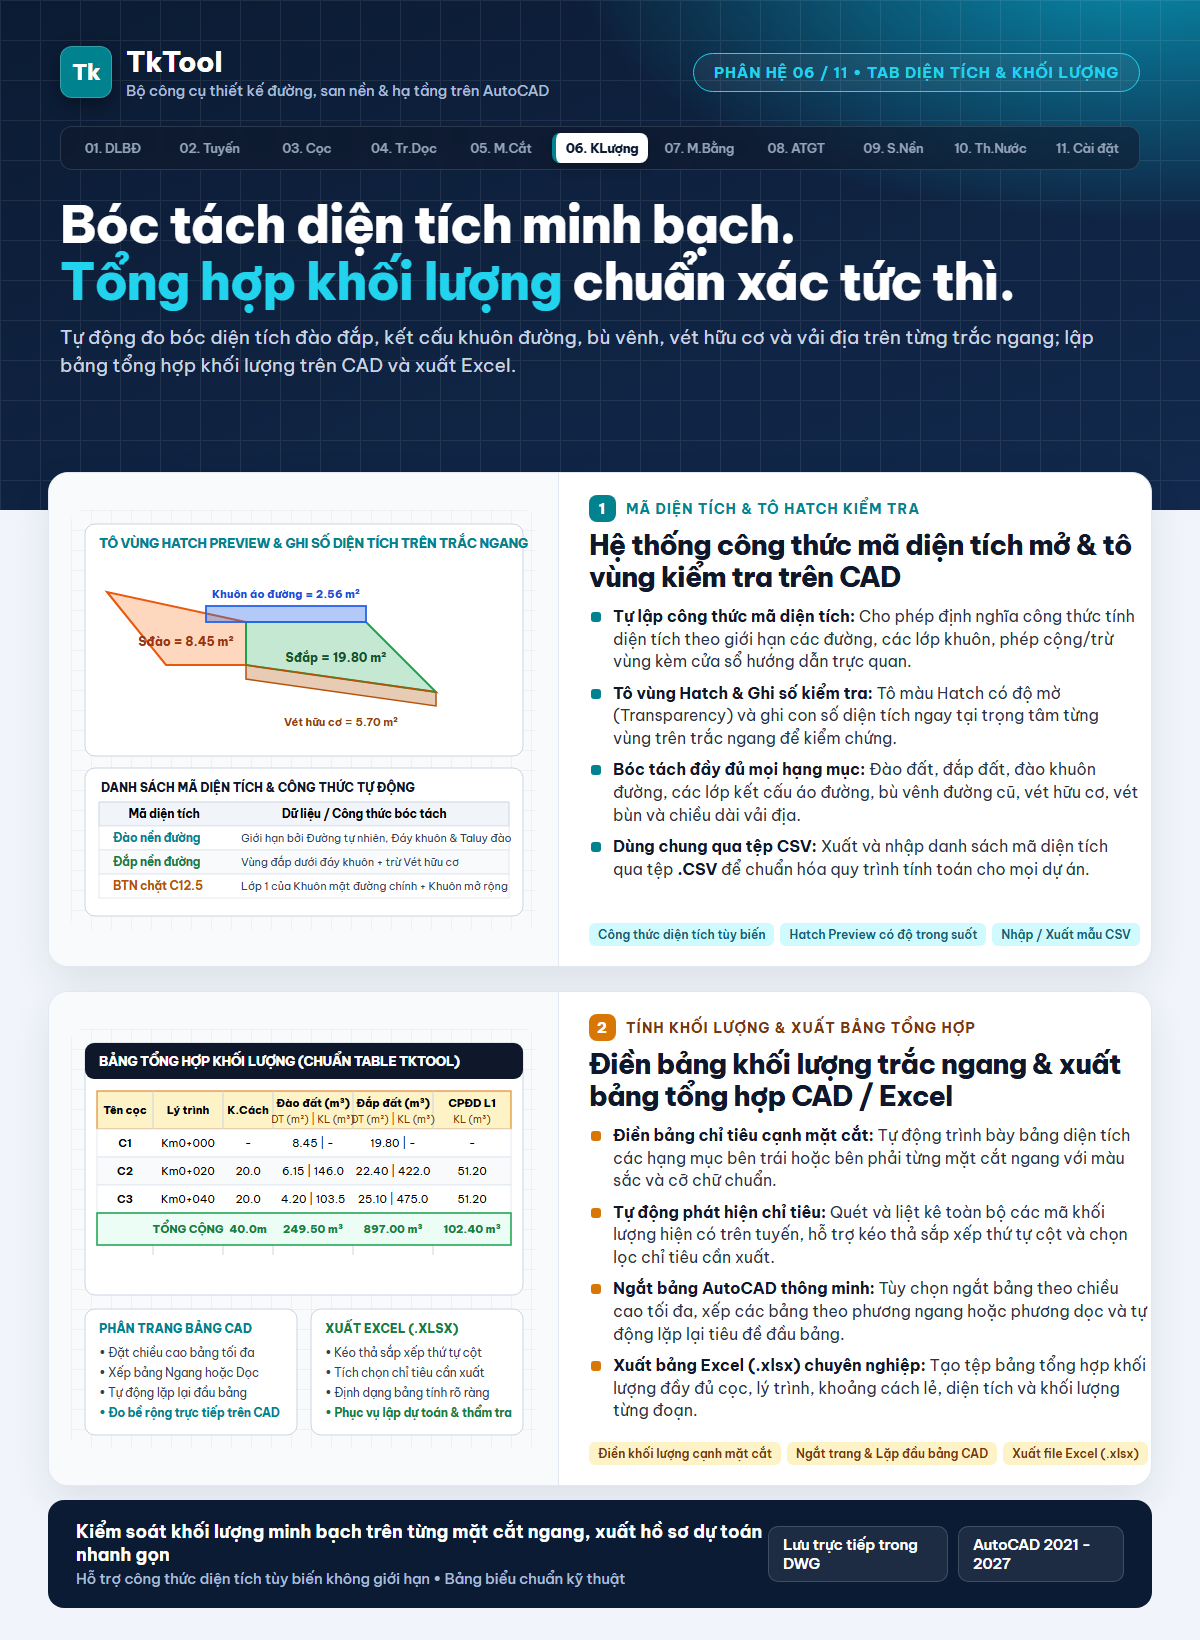 Tk
TkTool
Bộ công cụ thiết kế đường, san nền & hạ tầng trên AutoCAD
PHÂN HỆ 06 / 11 • TAB DIỆN TÍCH & KHỐI LƯỢNG
01. DLBĐ 02. Tuyến 03. Cọc 04. Tr.Dọc 05. M.Cắt 06. KLượng 07. M.Bằng 08. ATGT 09. S.Nền 10. Th.Nước 11. Cài đặt
Bóc tách diện tích minh bạch.
Tổng hợp khối lượng chuẩn xác tức thì.
Tự động đo bóc diện tích đào đắp, kết cấu khuôn đường, bù vênh, vét hữu cơ và vải địa trên từng trắc ngang; lập
bảng tổng hợp khối lượng trên CAD và xuất Excel.
TÔ VÙNG HATCH PREVIEW & GHI SỐ DIỆN TÍCH TRÊN TRẮC NGANG
Khuôn áo đường = 2.56 m²
Sđào = 8.45 m²
Sđắp = 19.80 m²
Vét hữu cơ = 5.70 m²
DANH SÁCH MÃ DIỆN TÍCH & CÔNG THỨC TỰ ĐỘNG
Mã diện tích Dữ liệu / Công thức bóc tách
Đào nền đường Giới hạn bởi Đường tự nhiên, Đáy khuôn & Taluy đào
Đắp nền đường Vùng đắp dưới đáy khuôn + trừ Vét hữu cơ
BTN chặt C12.5 Lớp 1 của Khuôn mặt đường chính + Khuôn mở rộng
1 MÃ DIỆN TÍCH & TÔ HATCH KIỂM TRA
Hệ thống công thức mã diện tích mở & tô
vùng kiểm tra trên CAD
Tự lập công thức mã diện tích: Cho phép định nghĩa công thức tính
diện tích theo giới hạn các đường, các lớp khuôn, phép cộng/trừ
vùng kèm cửa sổ hướng dẫn trực quan.
Tô vùng Hatch & Ghi số kiểm tra: Tô màu Hatch có độ mờ
(Transparency) và ghi con số diện tích ngay tại trọng tâm từng
vùng trên trắc ngang để kiểm chứng.
Bóc tách đầy đủ mọi hạng mục: Đào đất, đắp đất, đào khuôn
đường, các lớp kết cấu áo đường, bù vênh đường cũ, vét hữu cơ, vét
bùn và chiều dài vải địa.
Dùng chung qua tệp CSV: Xuất và nhập danh sách mã diện tích
qua tệp .CSV để chuẩn hóa quy trình tính toán cho mọi dự án.
Công thức diện tích tùy biến Hatch Preview có độ trong suốt Nhập / Xuất mẫu CSV
BẢNG TỔNG HỢP KHỐI LƯỢNG (CHUẨN TABLE TKTOOL)
Tên cọc Lý trình K.Cách Đào đất (m³) Đắp đất (m³) CPĐD L1
DT (m²) | KL (m³) DT (m²) | KL (m³) KL (m³)
C1 Km0+000 - 8.45 | - 19.80 | - -
C2 Km0+020 20.0 6.15 | 146.0 22.40 | 422.0 51.20
C3 Km0+040 20.0 4.20 | 103.5 25.10 | 475.0 51.20
TỔNG CỘNG 40.0m 249.50 m³ 897.00 m³ 102.40 m³
PHÂN TRANG BẢNG CAD
• Đặt chiều cao bảng tối đa
• Xếp bảng Ngang hoặc Dọc
• Tự động lặp lại đầu bảng
• Đo bề rộng trực tiếp trên CAD
XUẤT EXCEL (.XLSX)
• Kéo thả sắp xếp thứ tự cột
• Tích chọn chỉ tiêu cần xuất
• Định dạng bảng tính rõ ràng
• Phục vụ lập dự toán & thẩm tra
2 TÍNH KHỐI LƯỢNG & XUẤT BẢNG TỔNG HỢP
Điền bảng khối lượng trắc ngang & xuất
bảng tổng hợp CAD / Excel
Điền bảng chỉ tiêu cạnh mặt cắt: Tự động trình bày bảng diện tích
các hạng mục bên trái hoặc bên phải từng mặt cắt ngang với màu
sắc và cỡ chữ chuẩn.
Tự động phát hiện chỉ tiêu: Quét và liệt kê toàn bộ các mã khối
lượng hiện có trên tuyến, hỗ trợ kéo thả sắp xếp thứ tự cột và chọn
lọc chỉ tiêu cần xuất.
Ngắt bảng AutoCAD thông minh: Tùy chọn ngắt bảng theo chiều
cao tối đa, xếp các bảng theo phương ngang hoặc phương dọc và tự
động lặp lại tiêu đề đầu bảng.
Xuất bảng Excel (.xlsx) chuyên nghiệp: Tạo tệp bảng tổng hợp khối
lượng đầy đủ cọc, lý trình, khoảng cách lẻ, diện tích và khối lượng
từng đoạn.
Điền khối lượng cạnh mặt cắt Ngắt trang & Lặp đầu bảng CAD Xuất file Excel (.xlsx)
Kiểm soát khối lượng minh bạch trên từng mặt cắt ngang, xuất hồ sơ dự toán
nhanh gọn
Hỗ trợ công thức diện tích tùy biến không giới hạn • Bảng biểu chuẩn kỹ thuật
Lưu trực tiếp trong
DWG
AutoCAD 2021 -
2027